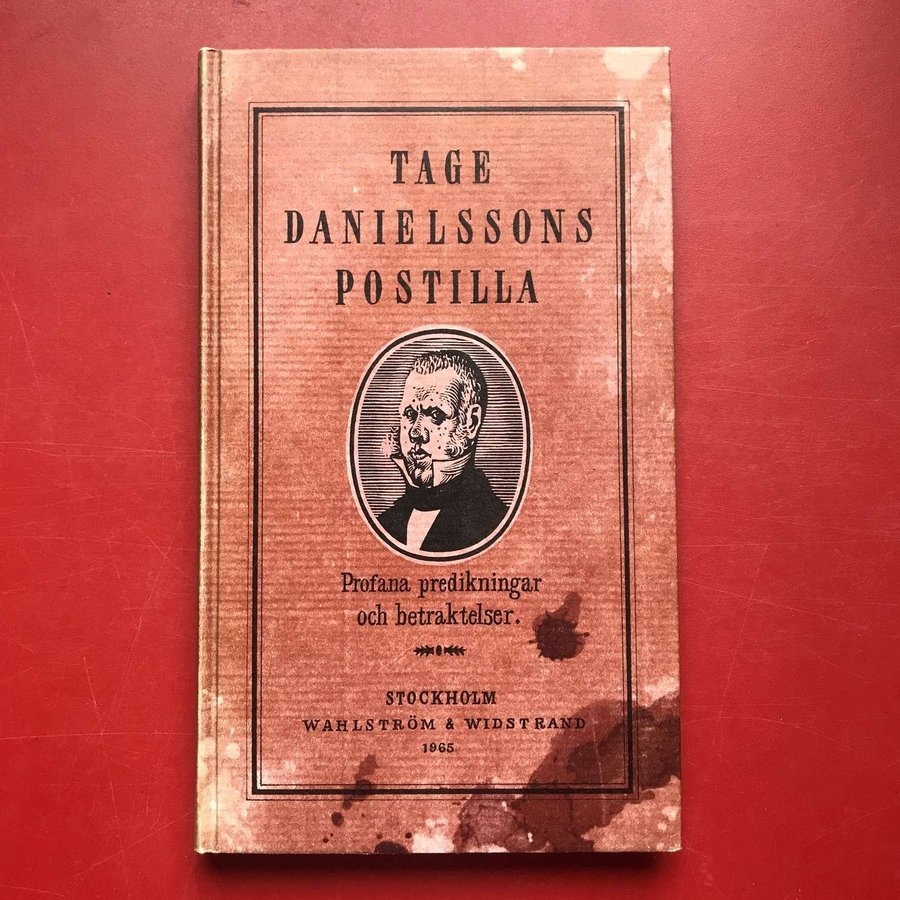 TAGE
DANIELSSONS
POSTILLA
Profana predikningar
och betraktelser.
STOCKHOLM
WAHLSTRÖM & WIDSTRAND
1965